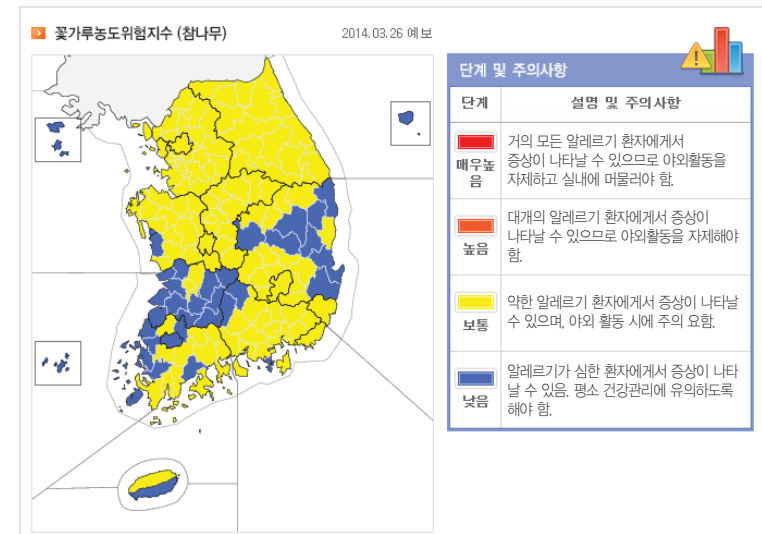 꽃가루농도위험지수 (참나무)
2014.03.26 예보
단계 및 주의사항
단계
설명 및 주의사항
매우높
음
거의 모든 알레르기 환자에게서
증상이 나타날 수 있으므로 야외활동을
자제하고 실내에 머물러야 함.
높음
대개의 알레르기 환자에게서 증상이
나타날 수 있으므로 야외활동을 자제해야
함.
보통
약한 알레르기 환자에게서 증상이 나타날
수 있으며, 야외 활동 시에 주의 요함.
낮음
알레르기가 심한 환자에게서 증상이 나타
날 수 있음. 평소 건강관리에 유의하도록
해야 함.